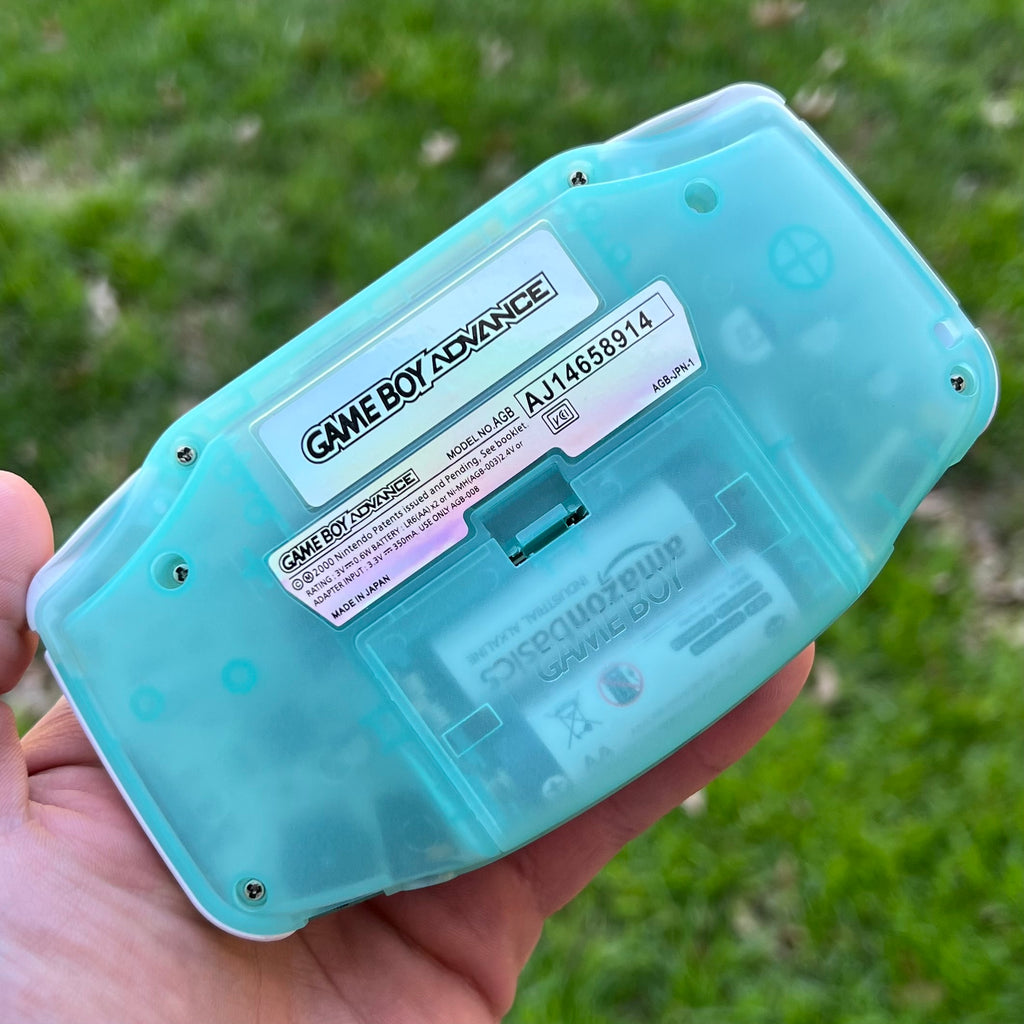 GAME BOY ADVANCE
GAME BOY ADVANCE
MODEL NO.AGB
AJ14658914
©Ⓜ2000 Nintendo Patents Issued and Pending, See booklet.
RATING : 3V⎓0.6W BATTERY : LR6(AA) x2 or Ni-MH(AGB-003)2.4V or
ADAPTER INPUT : 3.3V ⎓ 350mA. USE ONLY AGB-008
MADE IN JAPAN
VCI
AGB-JPN-1
GAME BOY
amazonbasics
INDUSTRIAL ALKALINE
AA